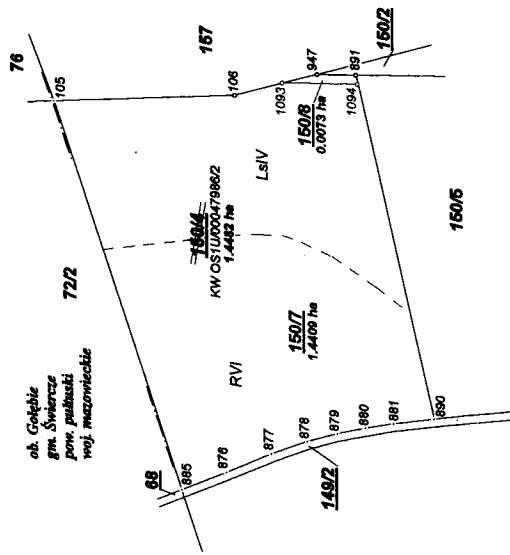 ob. Gołębie
gm. Świercze
pow. pułtuski
woj. mazowieckie
76
72/2
105
157
106
68
885
876
877
878
879
880
881
890
149/2
RVI
LsIV
150/4
KW OS1U/00047986/2
1.4482 ha
150/7
1.4409 ha
150/8
0.0073 ha
1093
947
891
1094
150/2
150/5